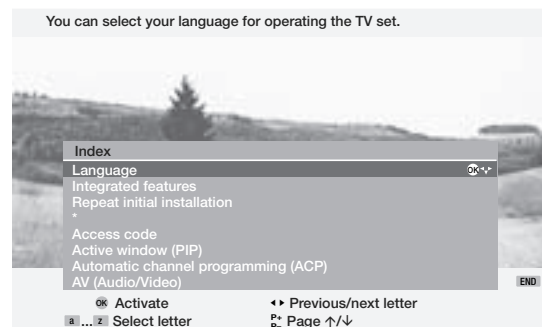 You can select your language for operating the TV set.
Index
Language OK
Integrated features
Repeat initial installation
*
Access code
Active window (PIP)
Automatic channel programming (ACP)
AV (Audio/Video)
END
OK Activate Previous/next letter
a ... z Select letter P+ P– Page ↑/↓